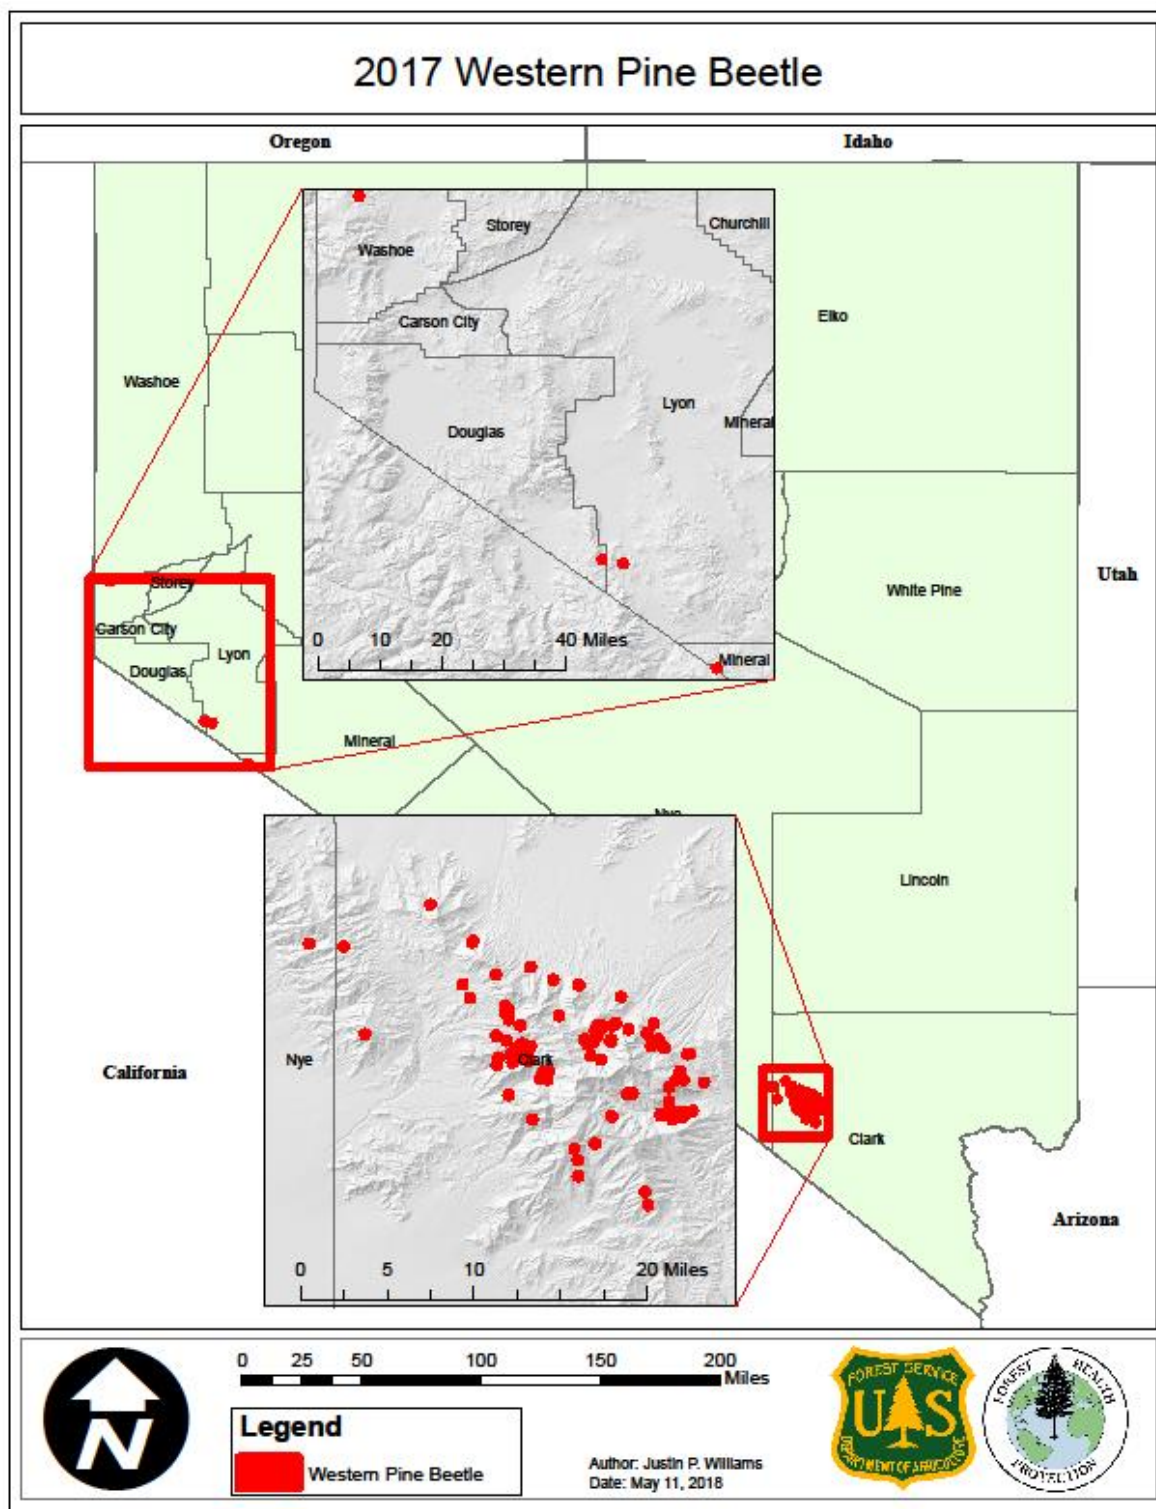 2017 Western Pine Beetle
Oregon
Idaho
Churchill
Storey
Washoe
Elko
Carson City
Washoe
Lyon
Mineral
Douglas
Utah
Storey
White Pine
Carson City
0 10 20 40 Miles
Lyon
Douglas
Mineral
Mineral
Nye
Lincoln
Nye
Clark
California
Clark
Arizona
0 5 10 20 Miles
0 25 50 100 150 200
Miles
N
Legend
Western Pine Beetle
Author: Justin P. Williams
Date: May 11, 2018
FOREST SERVICE
US
DEPARTMENT OF AGRICULTURE
FOREST HEALTH
PROTECTION